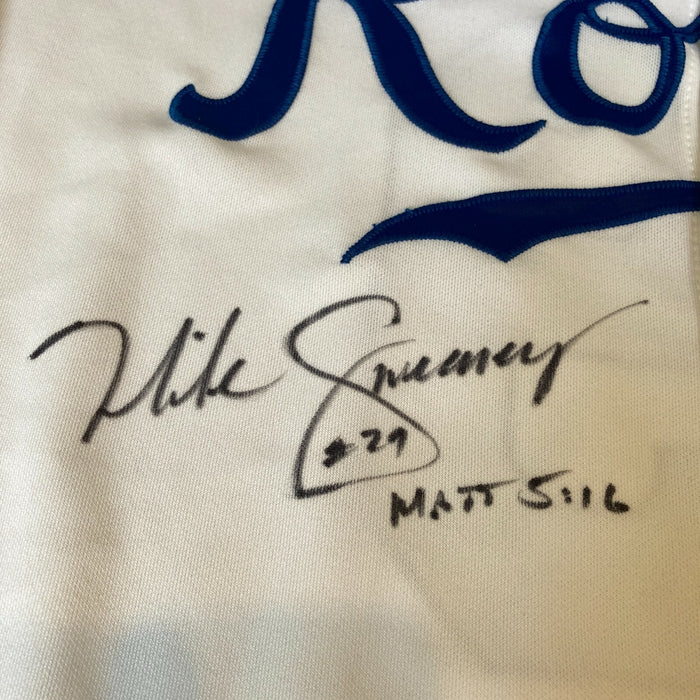 Ro
Mike Sweeney
#29
MATT 5:16